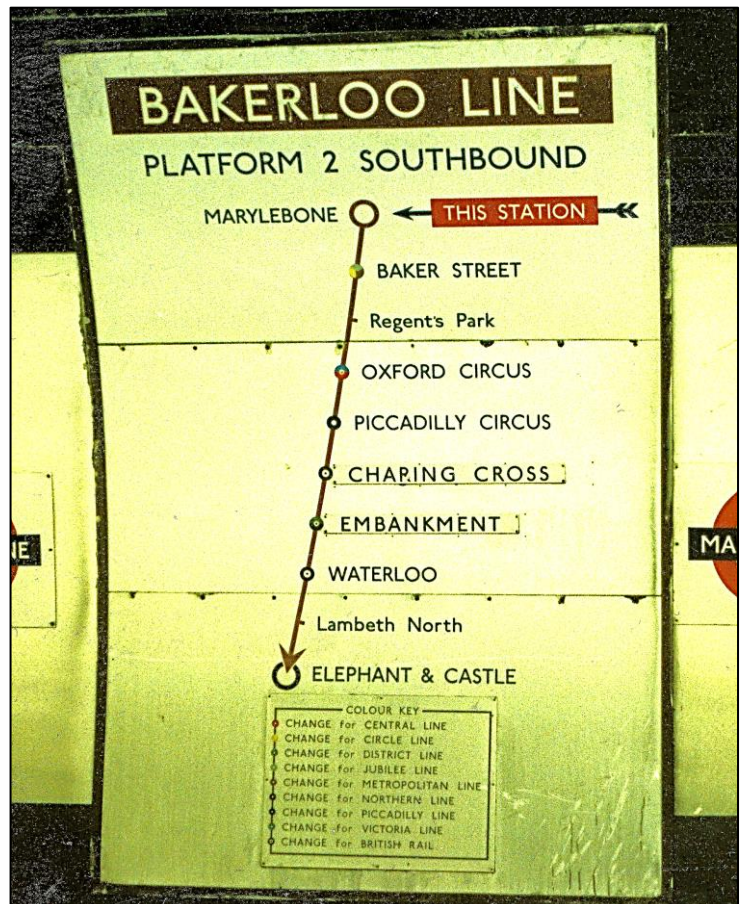 BAKERLOO LINE
PLATFORM 2 SOUTHBOUND
MARYLEBONE THIS STATION
BAKER STREET
Regent's Park
OXFORD CIRCUS
PICCADILLY CIRCUS
CHARING CROSS
EMBANKMENT
NE
MA
WATERLOO
Lambeth North
ELEPHANT & CASTLE
COLOUR KEY
CHANGE for CENTRAL LINE
CHANGE for CIRCLE LINE
CHANGE for DISTRICT LINE
CHANGE for JUBILEE LINE
CHANGE for METROPOLITAN LINE
CHANGE for NORTHERN LINE
CHANGE for PICCADILLY LINE
CHANGE for VICTORIA LINE
CHANGE for BRITISH RAIL